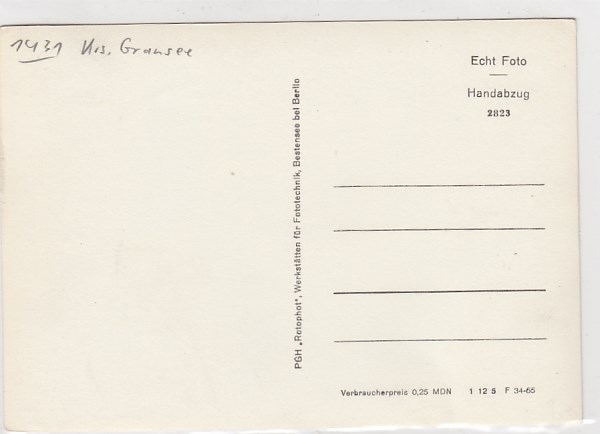 1431 Krs. Gransee
Echt Foto
Handabzug
2823
PGH „Rotophot", Werkstätten für Fototechnik, Bestensee bei Berlin
Verbraucherpreis 0,25 MDN 1 12 5 F 34-65